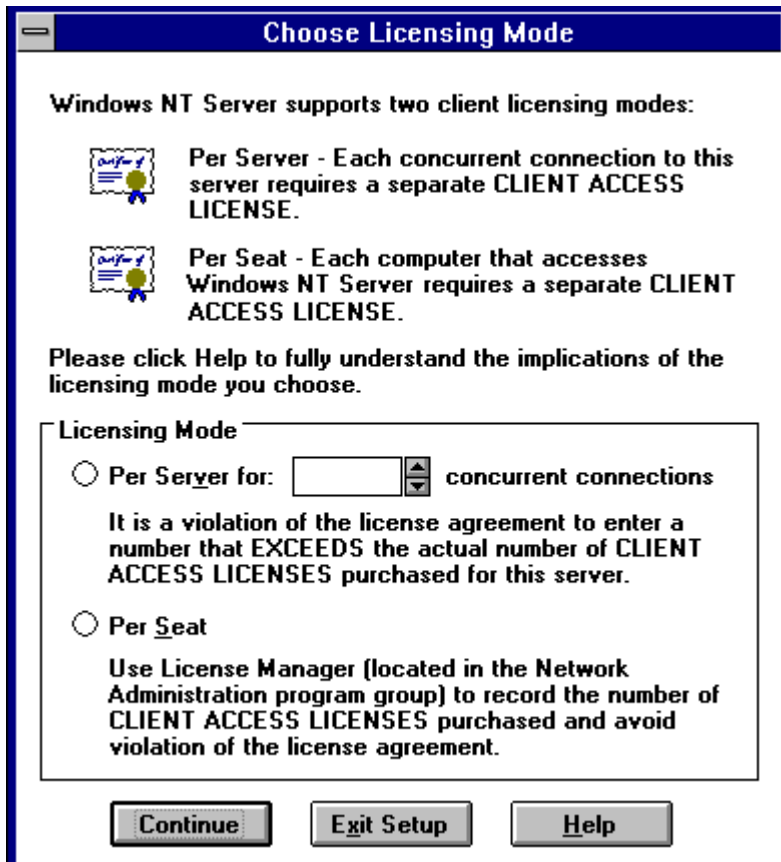 Choose Licensing Mode
Windows NT Server supports two client licensing modes:
Per Server - Each concurrent connection to this
server requires a separate CLIENT ACCESS
LICENSE.
Per Seat - Each computer that accesses
Windows NT Server requires a separate CLIENT
ACCESS LICENSE.
Please click Help to fully understand the implications of the
licensing mode you choose.
Licensing Mode
Per Server for: concurrent connections
It is a violation of the license agreement to enter a
number that EXCEEDS the actual number of CLIENT
ACCESS LICENSES purchased for this server.
Per Seat
Use License Manager (located in the Network
Administration program group) to record the number of
CLIENT ACCESS LICENSES purchased and avoid
violation of the license agreement.
Continue Exit Setup Help